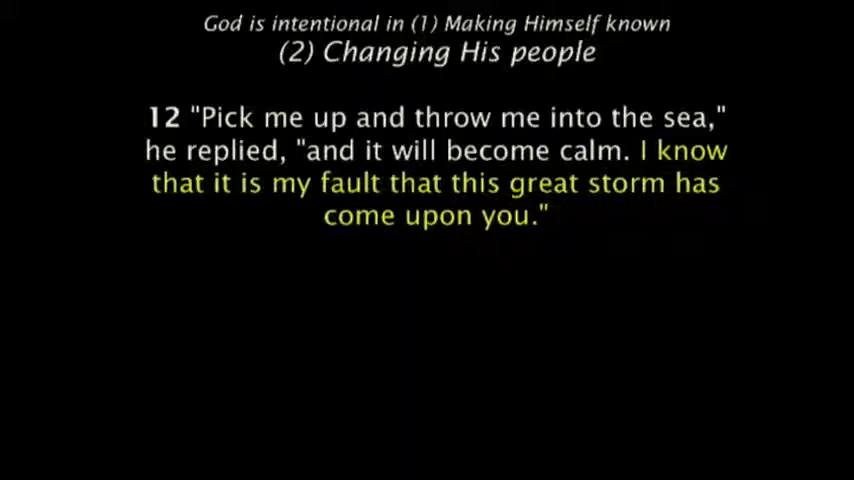 God is intentional in (1) Making Himself known
(2) Changing His people
12 "Pick me up and throw me into the sea,"
he replied, "and it will become calm. I know
that it is my fault that this great storm has
come upon you."